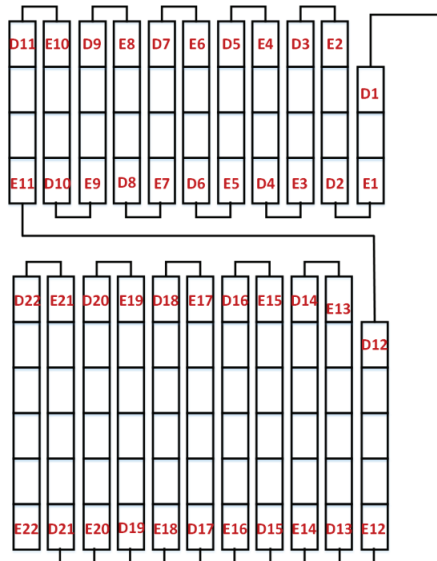 D11 E10 D9 E8 D7 E6 D5 E4 D3 E2
D1
E11 D10 E9 D8 E7 D6 E5 D4 E3 D2 E1
D22 E21 D20 E19 D18 E17 D16 E15 D14 E13
D12
E22 D21 E20 D19 E18 D17 E16 D15 E14 D13 E12